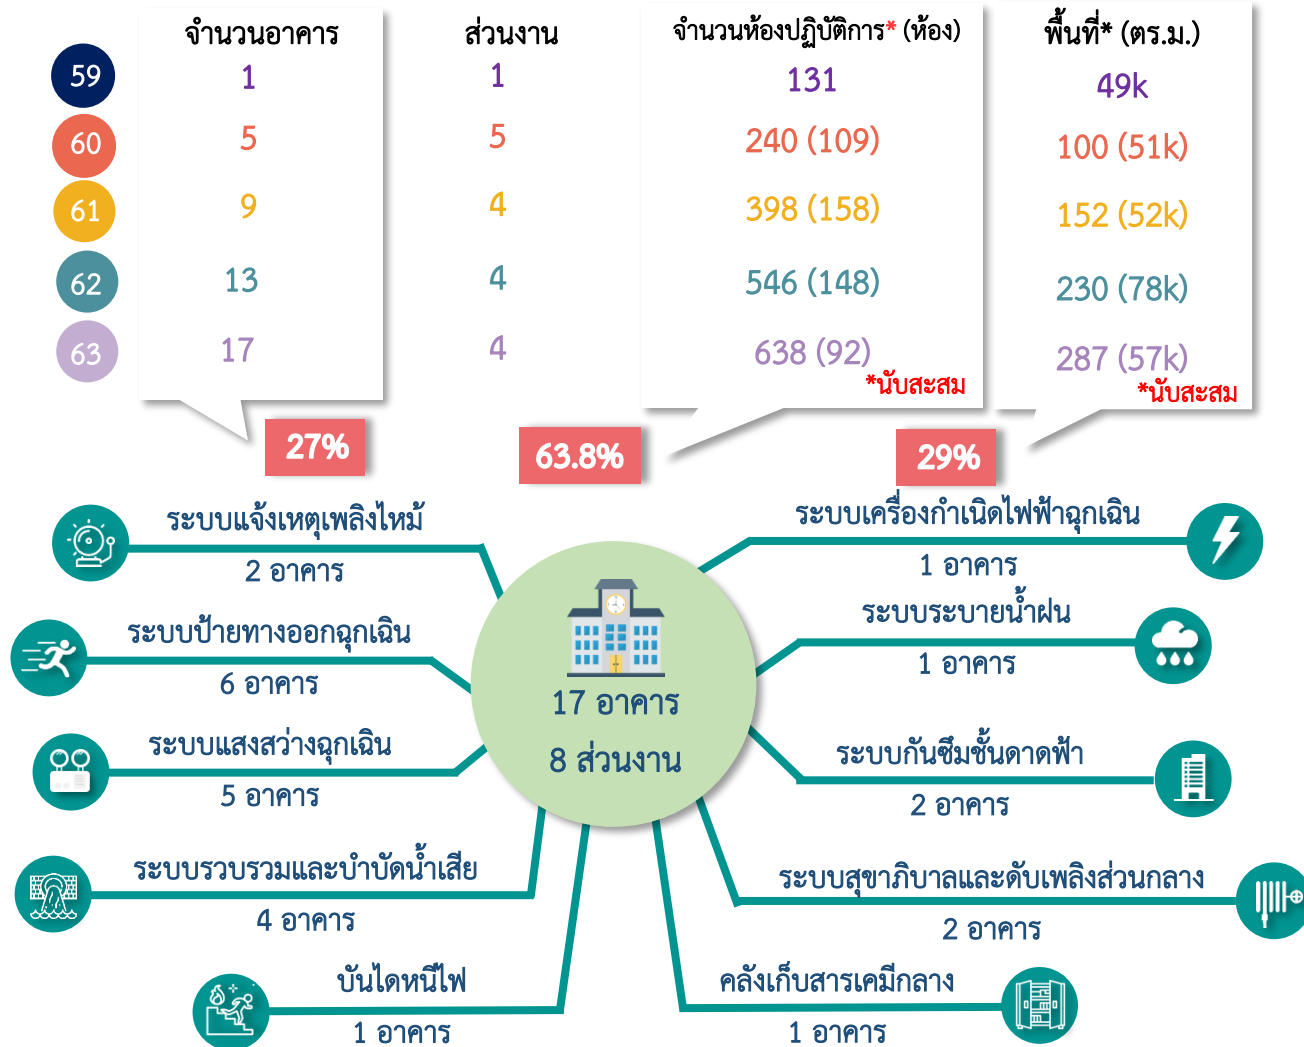 จำนวนอาคาร ส่วนงาน จำนวนห้องปฏิบัติการ* (ห้อง) พื้นที่* (ตร.ม.)
59 1 1 131 49k
60 5 5 240 (109) 100 (51k)
61 9 4 398 (158) 152 (52k)
62 13 4 546 (148) 230 (78k)
63 17 4 638 (92) 287 (57k)
*นับสะสม *นับสะสม
27% 63.8% 29%
ระบบแจ้งเหตุเพลิงไหม้
2 อาคาร
ระบบป้ายทางออกฉุกเฉิน
6 อาคาร
ระบบแสงสว่างฉุกเฉิน
5 อาคาร
ระบบรวบรวมและบำบัดน้ำเสีย
4 อาคาร
บันไดหนีไฟ
1 อาคาร
17 อาคาร
8 ส่วนงาน
ระบบเครื่องกำเนิดไฟฟ้าฉุกเฉิน
1 อาคาร
ระบบระบายน้ำฝน
1 อาคาร
ระบบกันซึมชั้นดาดฟ้า
2 อาคาร
ระบบสุขาภิบาลและดับเพลิงส่วนกลาง
2 อาคาร
คลังเก็บสารเคมีกลาง
1 อาคาร